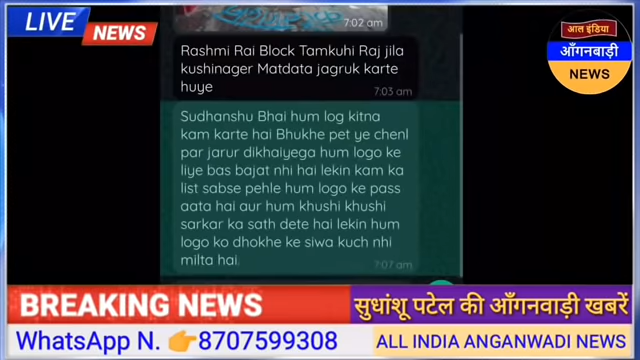 LIVE
NEWS
आल इंडिया
आँगनबाड़ी
NEWS
7:02 am
Rashmi Rai Block Tamkuhi Raj jila
kushinager Matdata jagruk karte
huye
7:03 am
Sudhanshu Bhai hum log kitna
kam karte hai Bhukhe pet ye chenl
par jarur dikhaiyega hum logo ke
liye bas bajat nhi hai lekin kam ka
list sabse pehle hum logo ke pass
aata hai aur hum khushi khushi
sarkar ka sath dete hai lekin hum
logo ko dhokhe ke siwa kuch nhi
milta hai.
7:07 am
BREAKING NEWS
सुधांशू पटेल की आँगनवाड़ी खबरें
WhatsApp N. 👉8707599308
ALL INDIA ANGANWADI NEWS